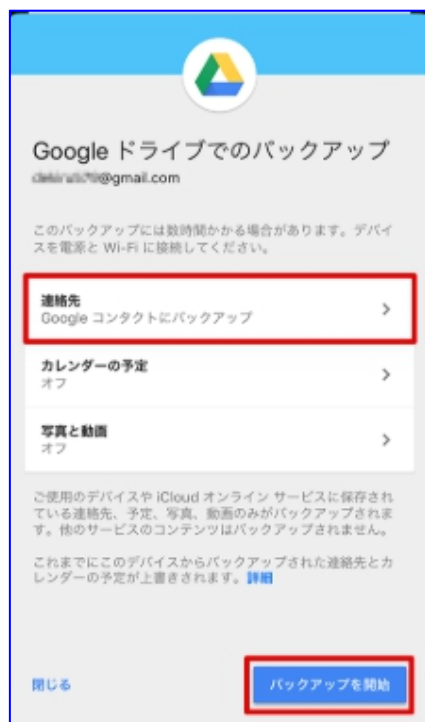 Google ドライブでのバックアップ
@gmail.com
このバックアップには数時間かかる場合があります。デバイ
スを電源と Wi-Fi に接続してください。
連絡先
Google コンタクトにバックアップ
カレンダーの予定
オフ
写真と動画
オフ
ご使用のデバイスや iCloud オンライン サービスに保存され
ている連絡先、予定、写真、動画のみがバックアップされま
す。他のサービスのコンテンツはバックアップされません。
これまでにこのデバイスからバックアップされた連絡先とカ
レンダーの予定が上書きされます。詳細
閉じる
バックアップを開始